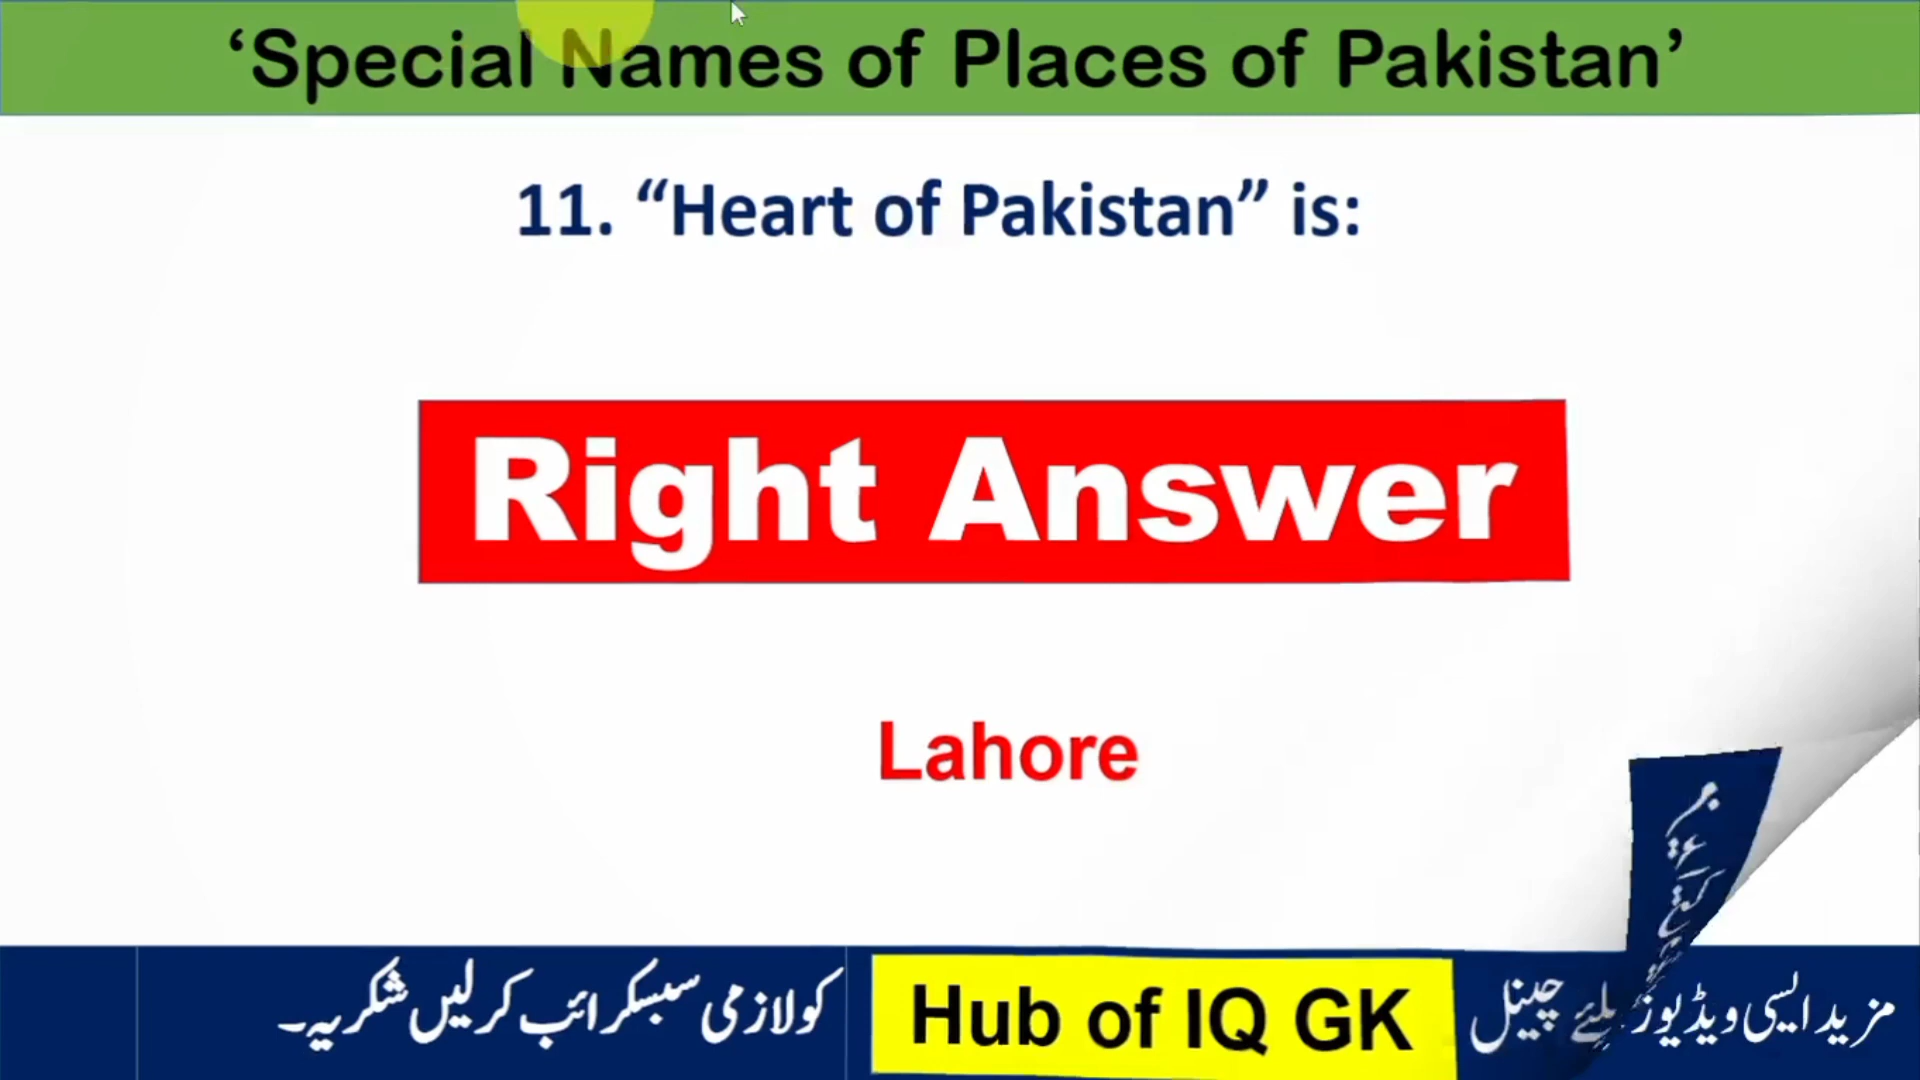 ‘Special Names of Places of Pakistan’
11. “Heart of Pakistan” is:
Right Answer
Lahore
مزید ایسی ویڈیوز کیلئے چینل Hub of IQ GK کو لازمی سبسکرائب کرلیں شکریہ۔